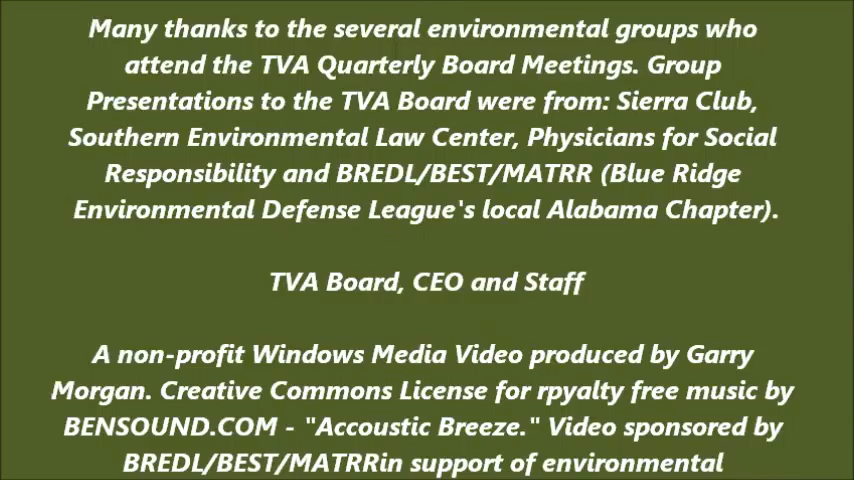 Many thanks to the several environmental groups who
attend the TVA Quarterly Board Meetings. Group
Presentations to the TVA Board were from: Sierra Club,
Southern Environmental Law Center, Physicians for Social
Responsibility and BREDL/BEST/MATRR (Blue Ridge
Environmental Defense League's local Alabama Chapter).
TVA Board, CEO and Staff
A non-profit Windows Media Video produced by Garry
Morgan. Creative Commons License for rpyalty free music by
BENSOUND.COM - "Accoustic Breeze." Video sponsored by
BREDL/BEST/MATRRin support of environmental